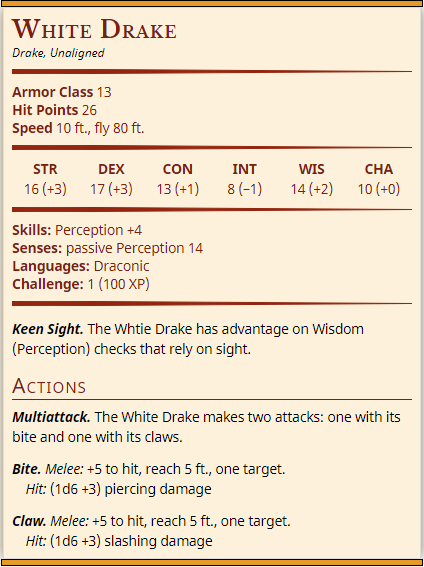 White Drake
Drake, Unaligned
Armor Class 13
Hit Points 26
Speed 10 ft., fly 80 ft.
STR DEX CON INT WIS CHA
16 (+3) 17 (+3) 13 (+1) 8 (−1) 14 (+2) 10 (+0)
Skills: Perception +4
Senses: passive Perception 14
Languages: Draconic
Challenge: 1 (100 XP)
Keen Sight. The Whtie Drake has advantage on Wisdom
(Perception) checks that rely on sight.
Actions
Multiattack. The White Drake makes two attacks: one with its
bite and one with its claws.
Bite. Melee: +5 to hit, reach 5 ft., one target.
Hit: (1d6 +3) piercing damage
Claw. Melee: +5 to hit, reach 5 ft., one target.
Hit: (1d6 +3) slashing damage